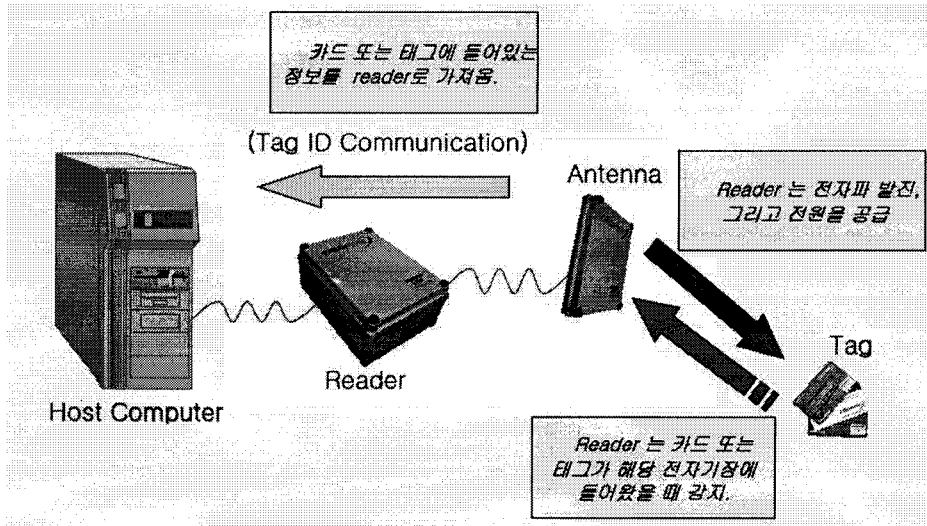 카드 또는 태그에 들어있는
정보를 reader로 가져옴.
(Tag ID Communication)
Antenna
Reader 는 전자파 발진,
그리고 전원을 공급
Tag
Reader
Host Computer
Reader 는 카드 또는
태그가 해당 전자기장에
들어왔을 때 감지.